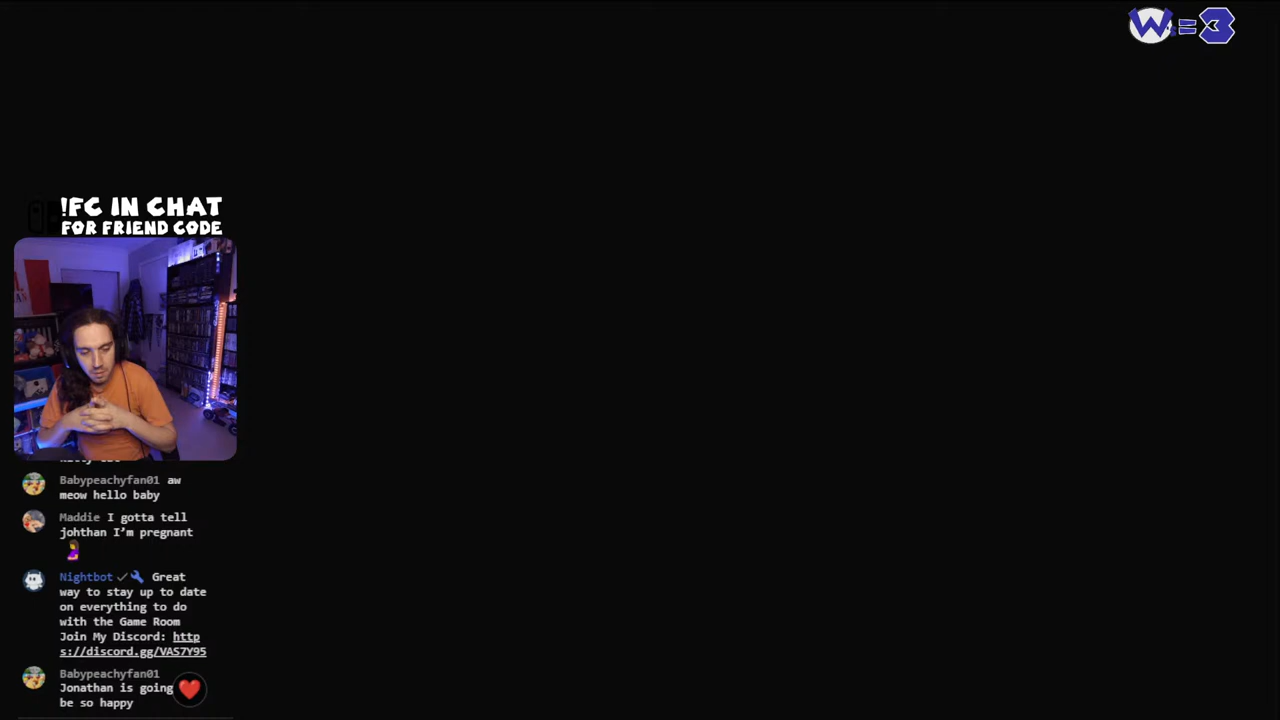 W=3
!FC IN CHAT
FOR FRIEND CODE
Babypeachyfan01 aw
meow hello baby
Maddie I gotta tell
johthan I'm pregnant
Nightbot Great
way to stay up to date
on everything to do
with the Game Room
Join My Discord: http
s://discord.gg/VAS7Y95
Babypeachyfan01
Jonathan is going
be so happy